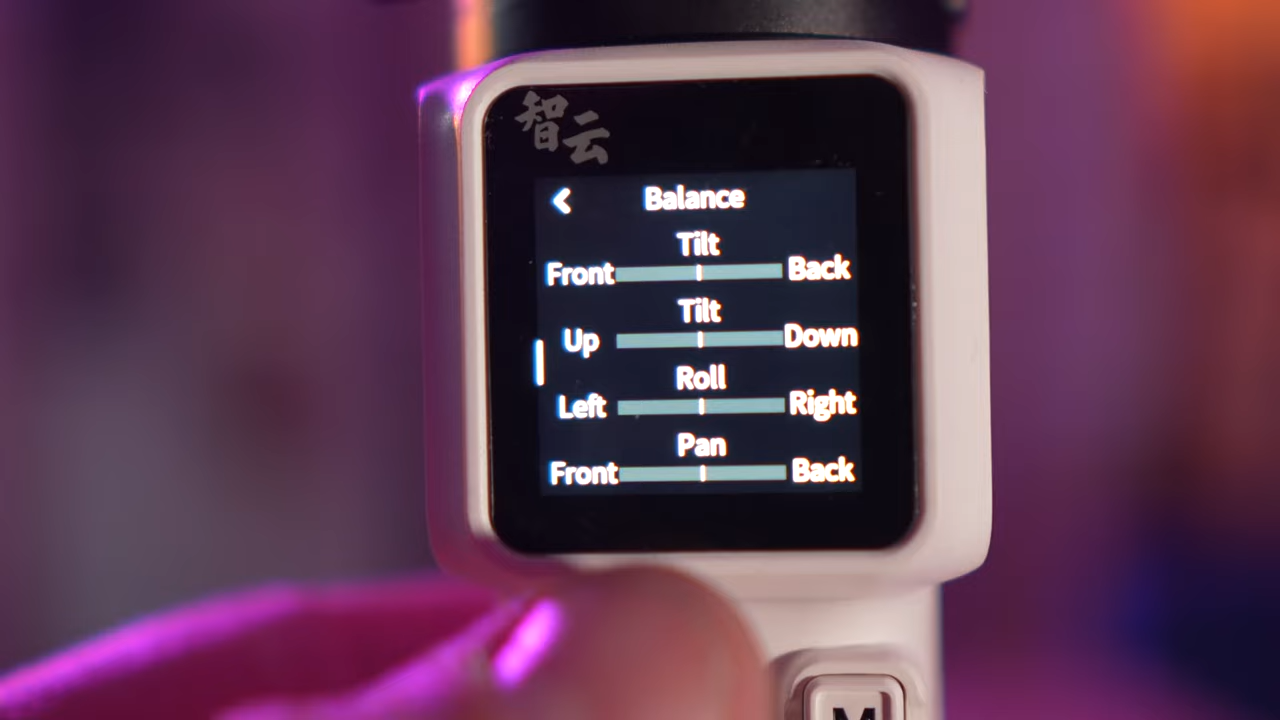 智云
Balance
Tilt
Front Back
Tilt
Up Down
Roll
Left Right
Pan
Front Back
M